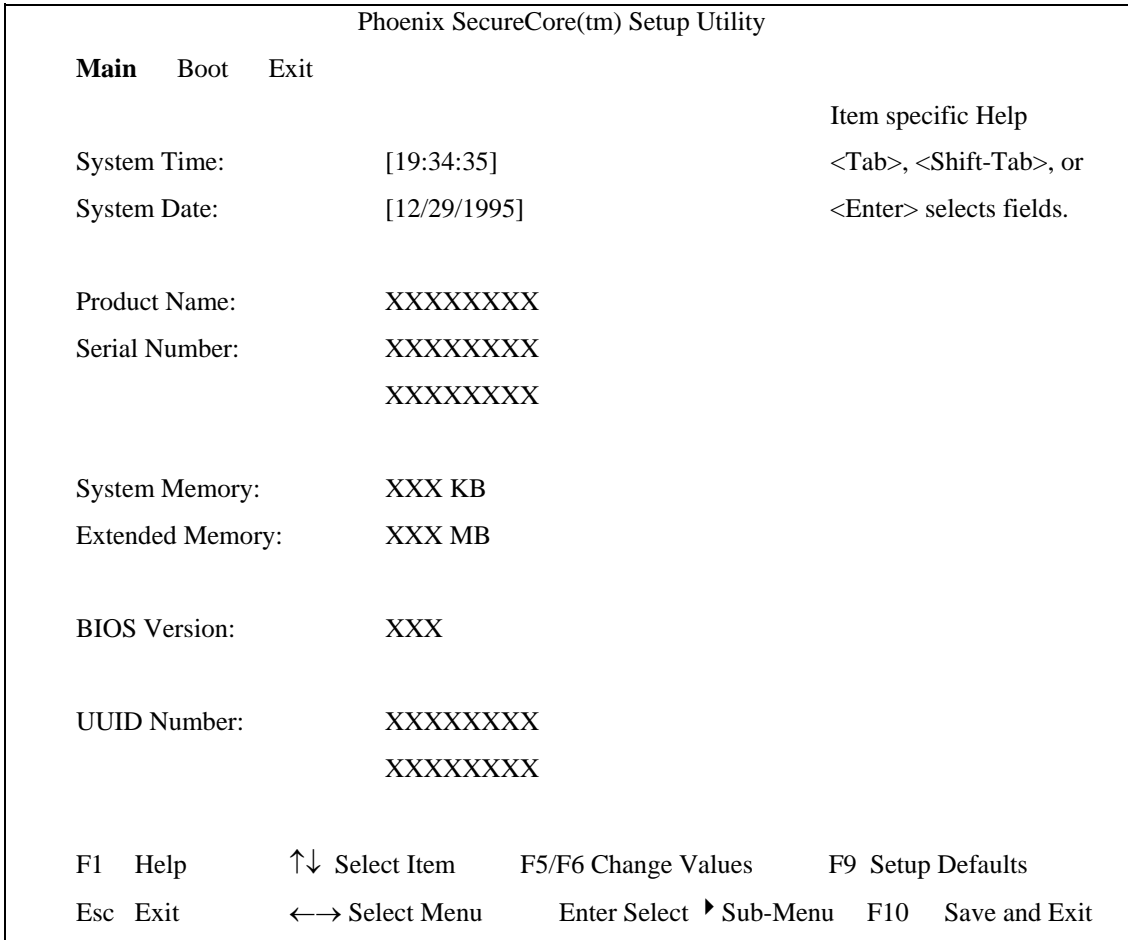 Phoenix SecureCore(tm) Setup Utility
Main Boot Exit
Item specific Help
System Time: [19:34:35] <Tab>, <Shift-Tab>, or
System Date: [12/29/1995] <Enter> selects fields.
Product Name: XXXXXXXX
Serial Number: XXXXXXXX
XXXXXXXX
System Memory: XXX KB
Extended Memory: XXX MB
BIOS Version: XXX
UUID Number: XXXXXXXX
XXXXXXXX
F1 Help ↑↓ Select Item F5/F6 Change Values F9 Setup Defaults
Esc Exit ←→ Select Menu Enter Select ▶ Sub-Menu F10 Save and Exit